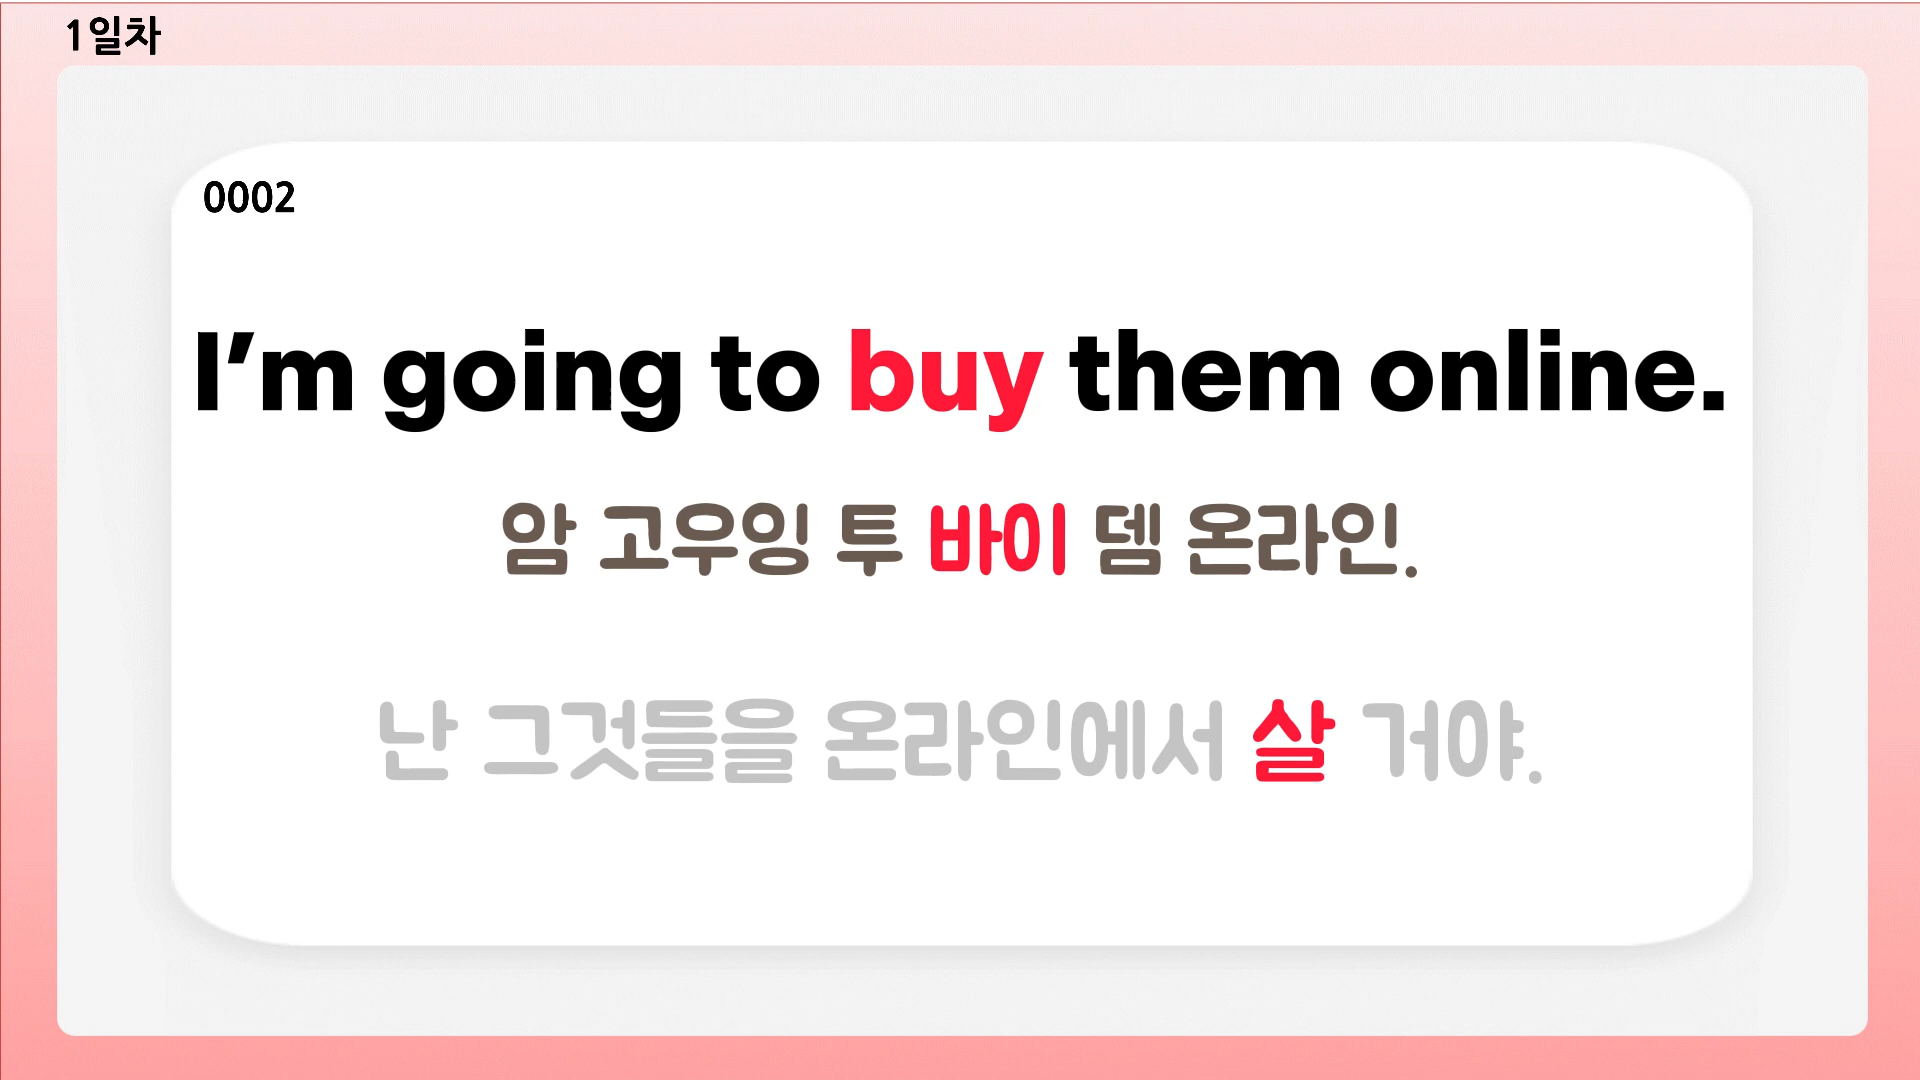 1일차
0002
I’m going to buy them online.
암 고우잉 투 바이 뎀 온라인.
난 그것들을 온라인에서 살 거야.